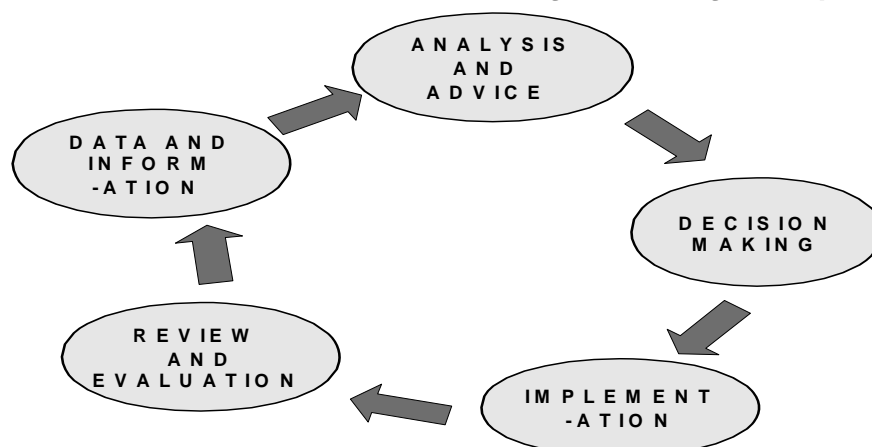 ANALYSIS
AND
ADVICE
DATA AND
INFORM
-ATION
DECISION
MAKING
REVIEW
AND
EVALUATION
IMPLEMENT
-ATION